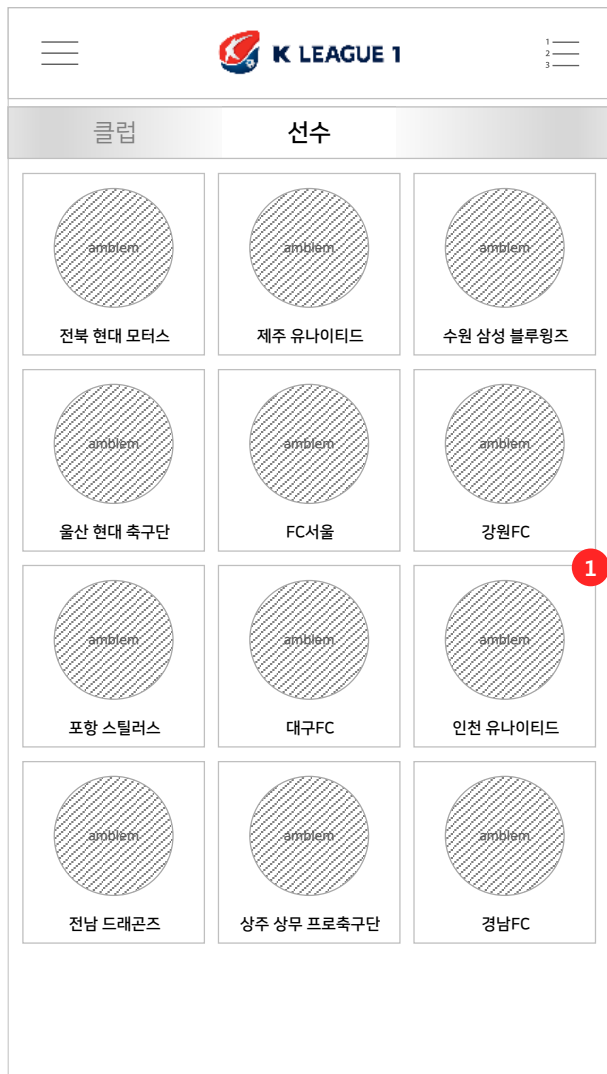 K LEAGUE 1
1
2
3
클럽 선수
amblem amblem amblem
전북 현대 모터스 제주 유나이티드 수원 삼성 블루윙즈
amblem amblem amblem
울산 현대 축구단 FC서울 강원FC
1
amblem amblem amblem
포항 스틸러스 대구FC 인천 유나이티드
amblem amblem amblem
전남 드래곤즈 상주 상무 프로축구단 경남FC